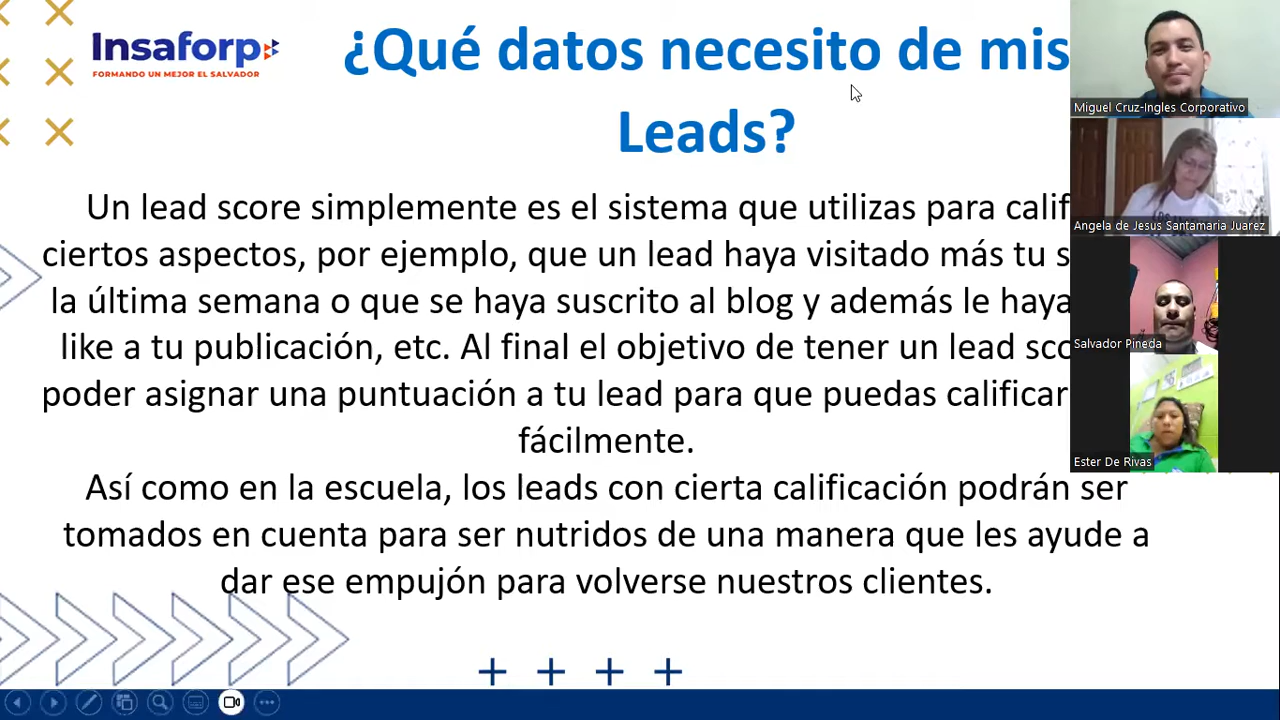 Insaforp
FORMANDO UN MEJOR EL SALVADOR
¿Qué datos necesito de mis
Leads?
Un lead score simplemente es el sistema que utilizas para calif
ciertos aspectos, por ejemplo, que un lead haya visitado más tu s
la última semana o que se haya suscrito al blog y además le haya
like a tu publicación, etc. Al final el objetivo de tener un lead sco
poder asignar una puntuación a tu lead para que puedas calificar
fácilmente.
Así como en la escuela, los leads con cierta calificación podrán ser
tomados en cuenta para ser nutridos de una manera que les ayude a
dar ese empujón para volverse nuestros clientes.
Miguel Cruz-Ingles Corporativo
Angela de Jesus Santamaria Juarez
Salvador Pineda
Ester De Rivas